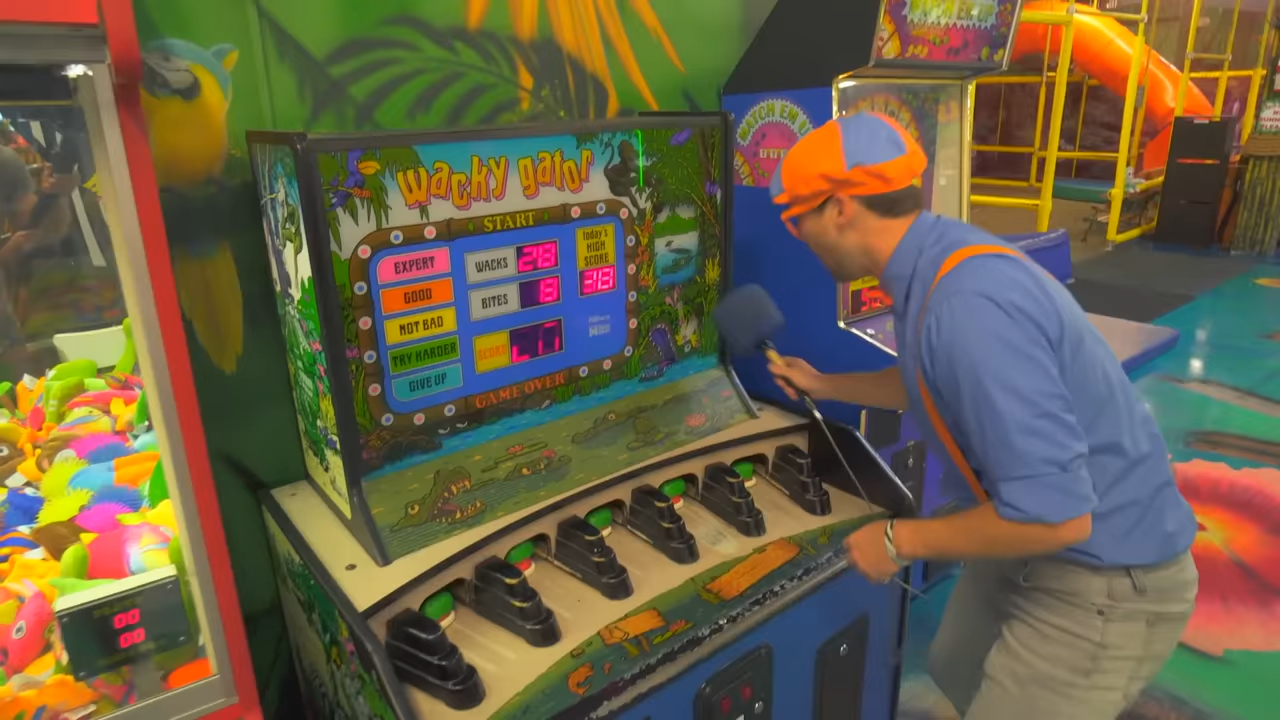 wacky gator
START
EXPERT
GOOD
NOT BAD
TRY HARDER
GIVE UP
WACKS 28
BITES 8
SCORE
today's
HIGH
SCORE
GAME OVER
00
00